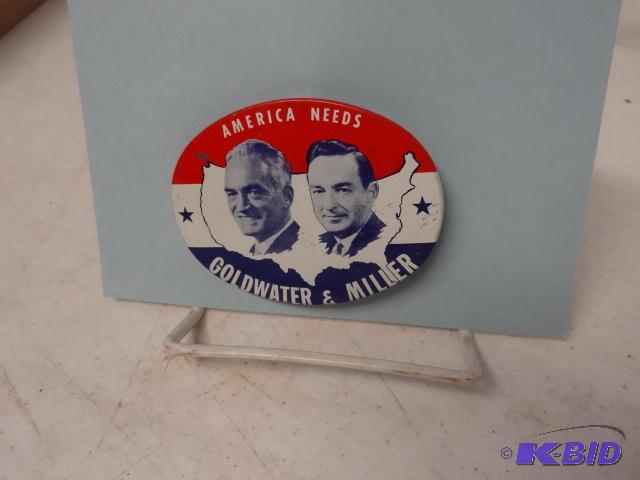 AMERICA NEEDS
GOLDWATER & MILLER
© K-BID